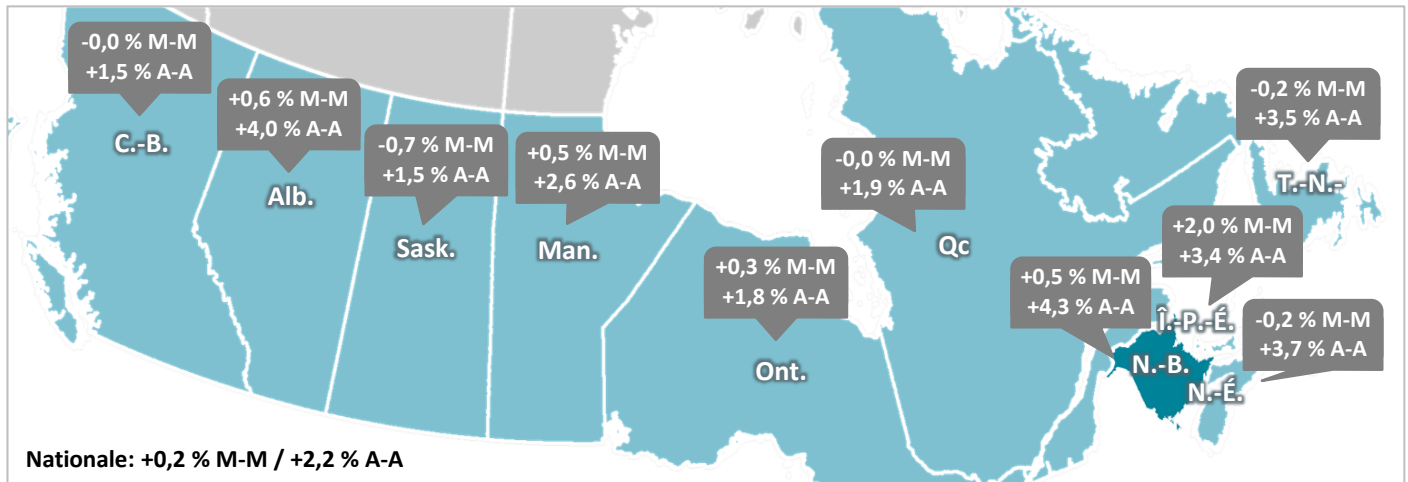 -0,0 % M-M
+1,5 % A-A
C.-B.
+0,6 % M-M
+4,0 % A-A
Alb.
-0,7 % M-M
+1,5 % A-A
Sask.
+0,5 % M-M
+2,6 % A-A
Man.
+0,3 % M-M
+1,8 % A-A
Ont.
-0,0 % M-M
+1,9 % A-A
Qc
-0,2 % M-M
+3,5 % A-A
T.-N.-
+2,0 % M-M
+3,4 % A-A
Î.-P.-É.
+0,5 % M-M
+4,3 % A-A
N.-B.
-0,2 % M-M
+3,7 % A-A
N.-É.
Nationale: +0,2 % M-M / +2,2 % A-A